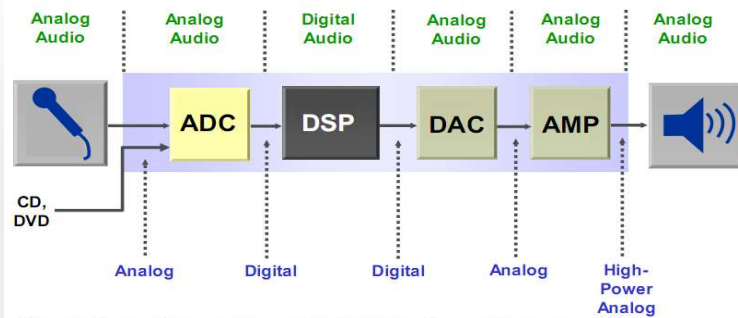 Analog Analog Digital Analog Analog Analog
Audio Audio Audio Audio Audio Audio
ADC DSP DAC AMP
CD,
DVD
Analog Digital Digital Analog High-
Power
Analog